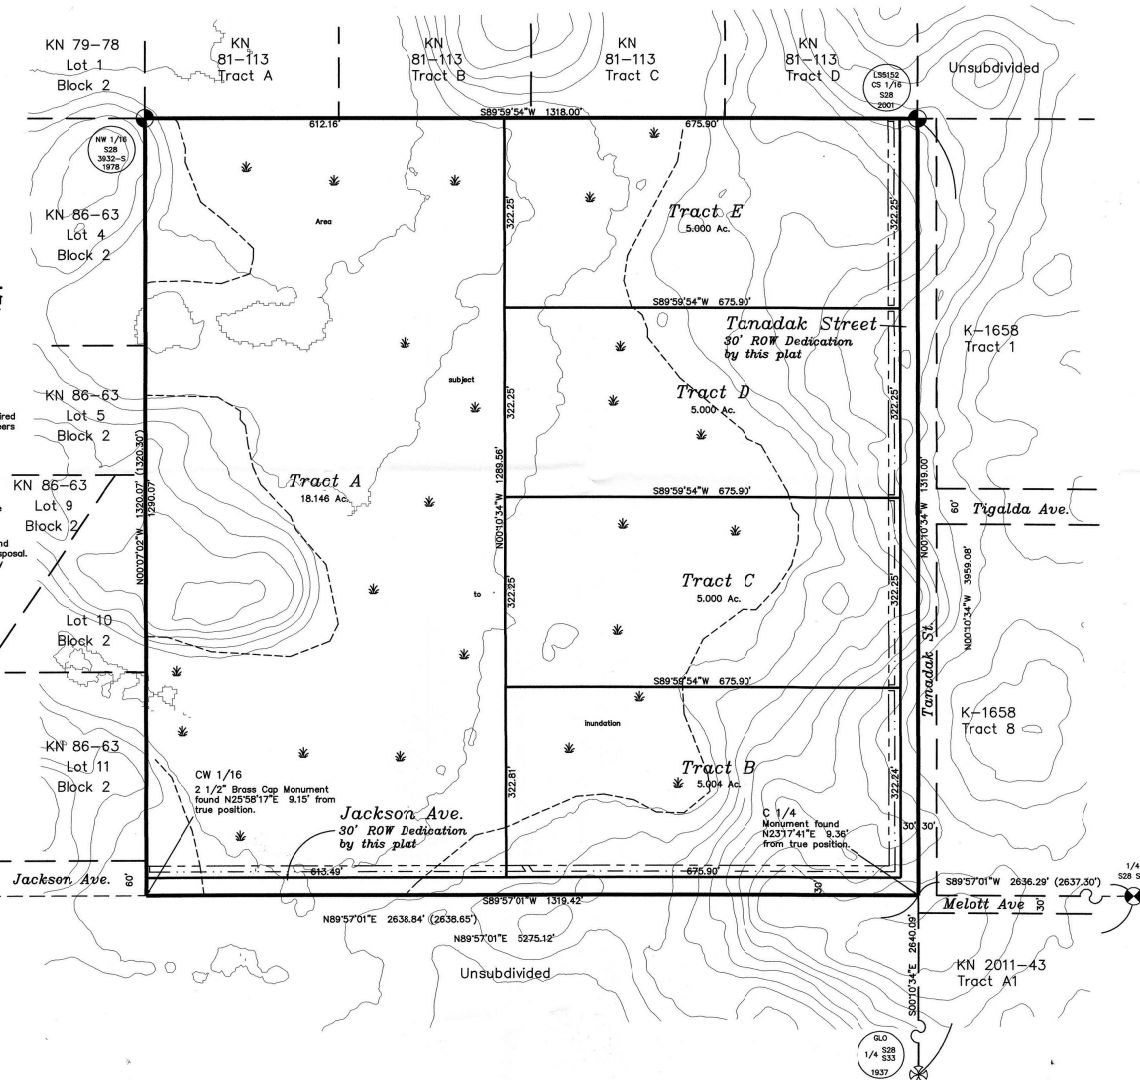 KN 79-78
Lot 1
Block 2
KN
81-113
Tract A
KN
81-113
Tract B
KN
81-113
Tract C
KN
81-113
Tract D
LS5152
CS 1/16
S28
2001
Unsubdivided
S89°59'54"W 1318.00'
612.16'
675.90'
NW 1/16
S28
3932-S
1978
KN 86-63
Lot 4
Block 2
Area
322.25'
Tract E
5.000 Ac.
322.25'
S89°59'54"W 675.90'
Tanadak Street
30' ROW Dedication
by this plat
K-1658
Tract 1
KN 86-63
Lot 5
Block 2
subject
322.25'
Tract D
5.000 Ac.
322.25'
N00°07'02"W 1320.07' (1320.30')
1290.07'
Tract A
18.146 Ac.
N00°10'34"W 1289.56'
S89°59'54"W 675.90'
N00°10'34"W 1319.00'
KN 86-63
Lot 9
Block 2
60'
Tigalda Ave.
sposal.
to
322.25'
Tract C
5.000 Ac.
322.25'
N00°10'34"W 3959.08'
Lot 10
Block 2
Tanadak St.
S89°59'54"W 675.90'
inundation
K-1658
Tract 8
KN 86-63
Lot 11
Block 2
CW 1/16
2 1/2" Brass Cap Monument
found N25°58'17"E 9.15' from
true position.
322.81'
Tract B
5.004 Ac.
322.24'
Jackson Ave.
30' ROW Dedication
by this plat
C 1/4
Monument found
N23°17'41"E 9.36'
from true position.
30' 30'
Jackson Ave.
60'
613.49'
675.90'
30'
S89°57'01"W 2636.29' (2637.30')
1/4
S28 S
S89°57'01"W 1319.42'
Melott Ave
30'
N89°57'01"E 2638.84' (2638.65')
N89°57'01"E 5275.12'
Unsubdivided
S00°10'34"E 2640.09'
KN 2011-43
Tract A1
GLO
1/4 S28
S33
1937